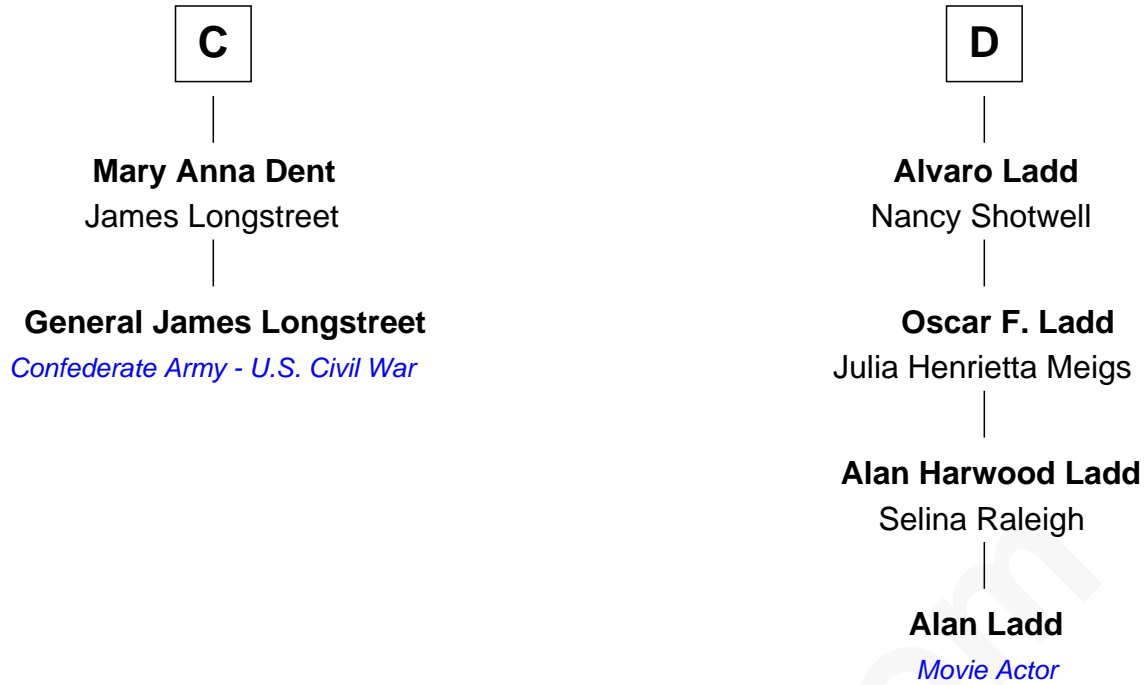 C
Mary Anna Dent
James Longstreet
General James Longstreet
Confederate Army - U.S. Civil War
D
Alvaro Ladd
Nancy Shotwell
Oscar F. Ladd
Julia Henrietta Meigs
Alan Harwood Ladd
Selina Raleigh
Alan Ladd
Movie Actor